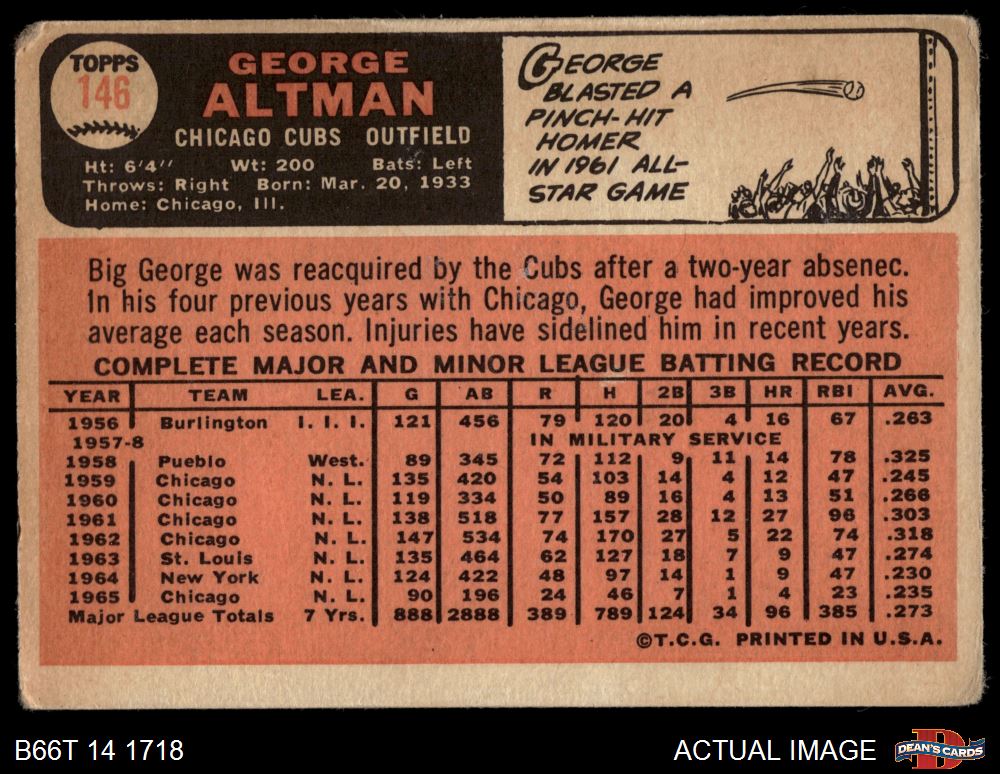 TOPPS
146
GEORGE
ALTMAN
CHICAGO CUBS OUTFIELD
Ht: 6'4" Wt: 200 Bats: Left
Throws: Right Born: Mar. 20, 1933
Home: Chicago, Ill.
GEORGE
BLASTED A
PINCH-HIT
HOMER
IN 1961 ALL-
STAR GAME
Big George was reacquired by the Cubs after a two-year absenec.
In his four previous years with Chicago, George had improved his
average each season. Injuries have sidelined him in recent years.
COMPLETE MAJOR AND MINOR LEAGUE BATTING RECORD
YEAR TEAM LEA. G AB R H 2B 3B HR RBI AVG.
1956 Burlington I. I. I. 121 456 79 120 20 4 16 67 .263
1957-8 IN MILITARY SERVICE
1958 Pueblo West. 89 345 72 112 9 11 14 78 .325
1959 Chicago N. L. 135 420 54 103 14 4 12 47 .245
1960 Chicago N. L. 119 334 50 89 16 4 13 51 .266
1961 Chicago N. L. 138 518 77 157 28 12 27 96 .303
1962 Chicago N. L. 147 534 74 170 27 5 22 74 .318
1963 St. Louis N. L. 135 464 62 127 18 7 9 47 .274
1964 New York N. L. 124 422 48 97 14 1 9 47 .230
1965 Chicago N. L. 90 196 24 46 7 1 4 23 .235
Major League Totals 7 Yrs. 888 2888 389 789 124 34 96 385 .273
©T.C.G. PRINTED IN U.S.A.
B66T 14 1718
ACTUAL IMAGE
DEAN'S CARDS